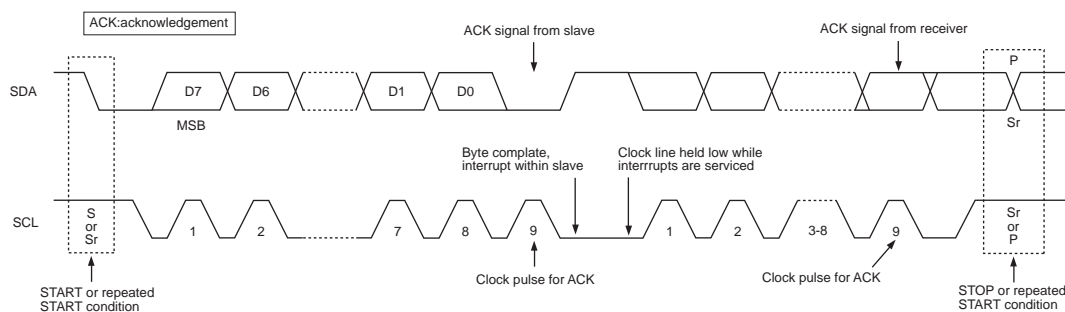 ACK:acknowledgement
ACK signal from slave
ACK signal from receiver
SDA
D7
D6
D1
D0
P
MSB
Sr
Byte complate,
interrupt within slave
Clock line held low while
interrrupts are serviced
SCL
S
or
Sr
1
2
7
8
9
1
2
3-8
9
Sr
or
P
START or repeated
START condition
Clock pulse for ACK
Clock pulse for ACK
STOP or repeated
START condition